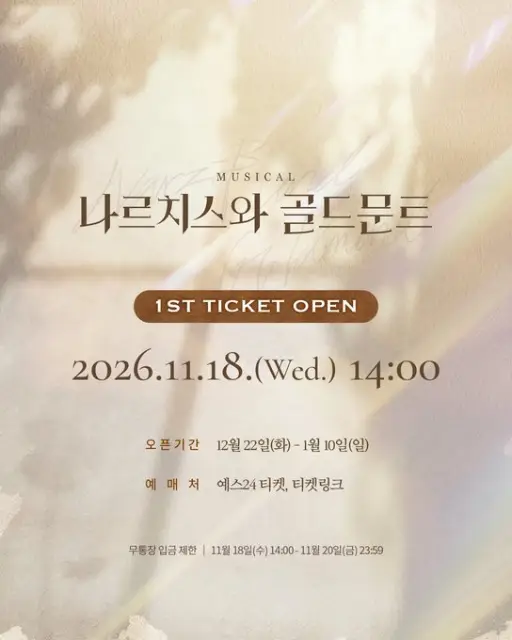 MUSICAL
나르치스와 골드문트
1ST TICKET OPEN
2026.11.18.(Wed.) 14:00
오픈기간 12월 22일(화) - 1월 10일(일)
예 매 처 예스24 티켓, 티켓링크
무통장 입금 제한 | 11월 18일(수) 14:00 - 11월 20일(금) 23:59